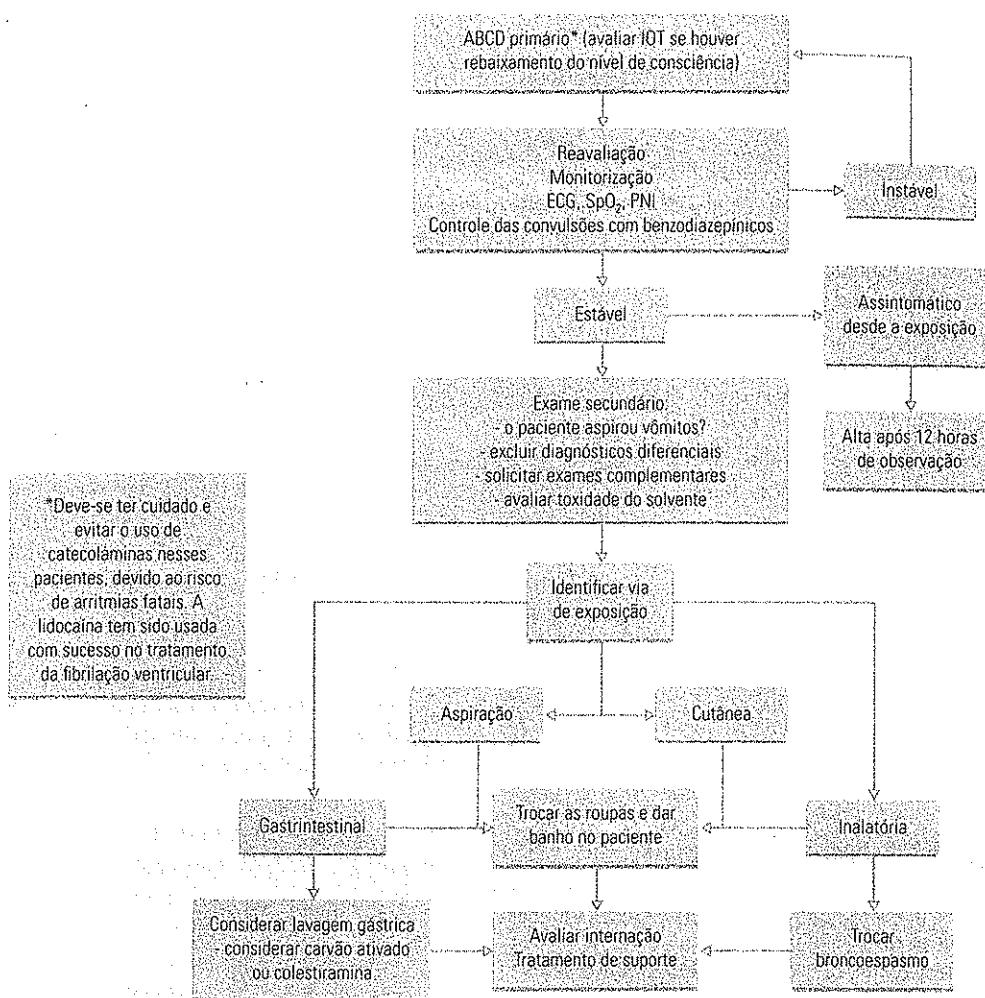 ABCD primário* (avaliar IOT se houver
rebaixamento do nível de consciência)
Reavaliação
Monitorização
ECG, SpO₂, PNI
Controle das convulsões com benzodiazepínicos
Instável
Estável
Assintomático
desde a exposição
Alta após 12 horas
de observação
Exame secundário:
- o paciente aspirou vômitos?
- excluir diagnósticos diferenciais
- solicitar exames complementares
- avaliar toxidade do solvente
*Deve-se ter cuidado e
evitar o uso de
catecolaminas nesses
pacientes, devido ao risco
de arritmias fatais. A
lidocaína tem sido usada
com sucesso no tratamento
da fibrilação ventricular.
Identificar via
de exposição
Aspiração
Cutânea
Gastrintestinal
Trocar as roupas e dar
banho no paciente
Inalatória
Considerar lavagem gástrica
- considerar carvão ativado
ou colestiramina
Avaliar internação
Tratamento de suporte
Trocar
broncoespasmo